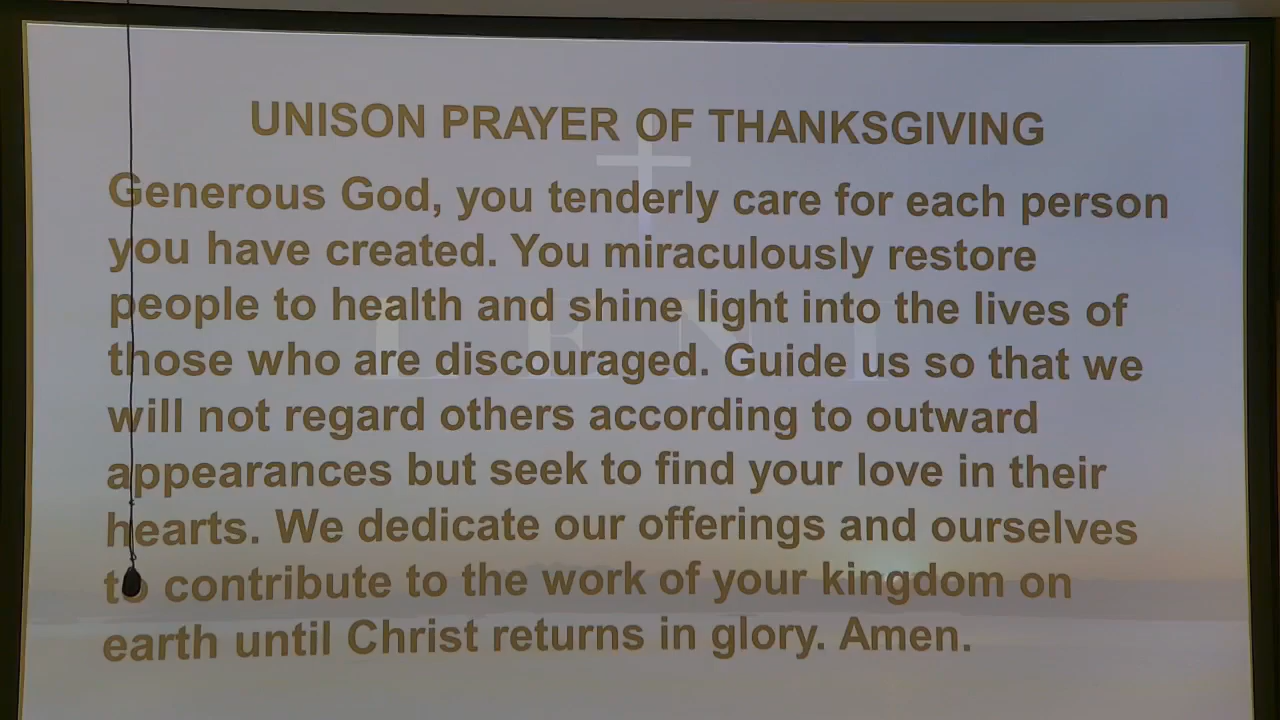 UNISON PRAYER OF THANKSGIVING
Generous God, you tenderly care for each person
you have created. You miraculously restore
people to health and shine light into the lives of
those who are discouraged. Guide us so that we
will not regard others according to outward
appearances but seek to find your love in their
hearts. We dedicate our offerings and ourselves
to contribute to the work of your kingdom on
earth until Christ returns in glory. Amen.
LENT